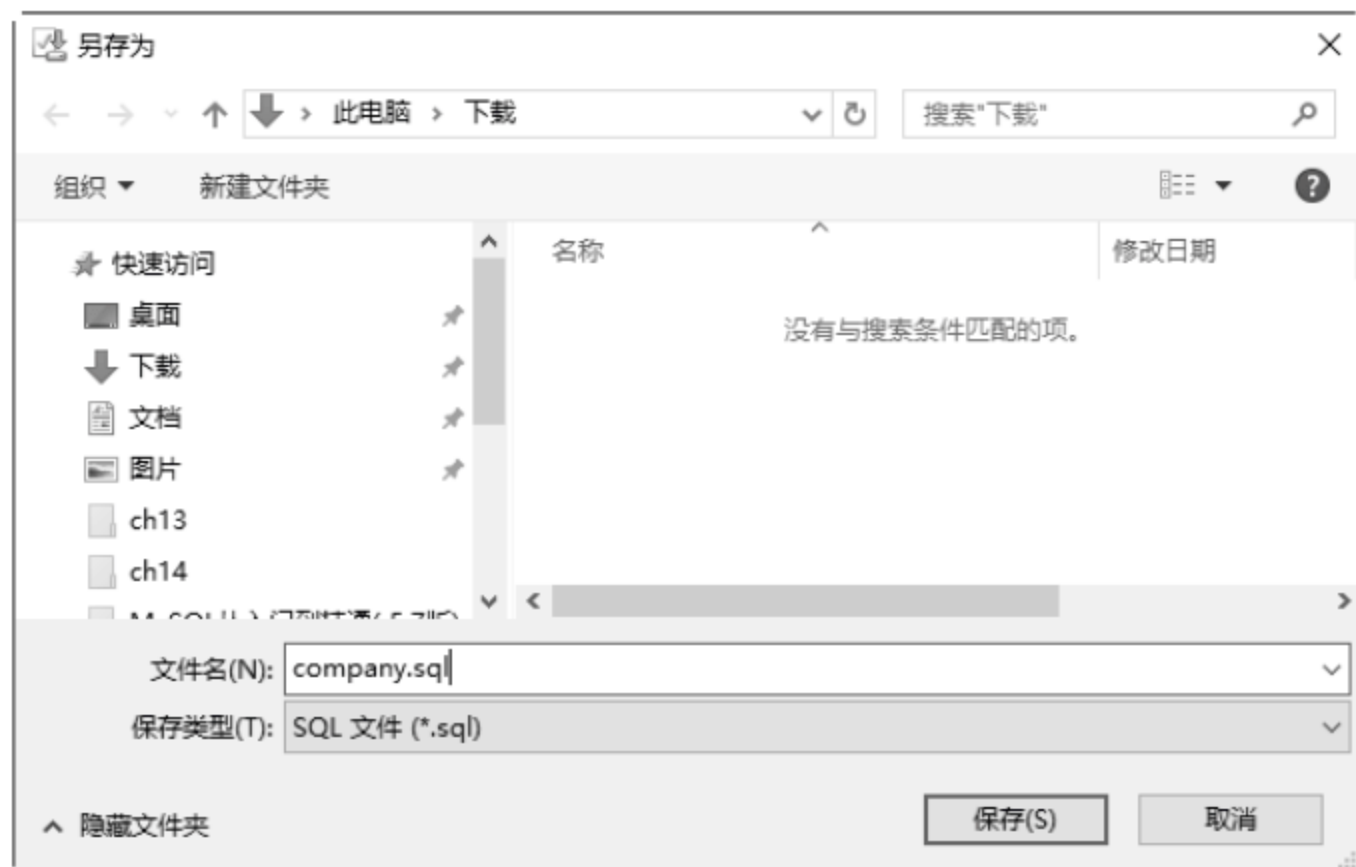 另存为
此电脑 › 下载
搜索"下载"
组织
新建文件夹
快速访问
桌面
下载
文档
图片
ch13
ch14
名称
修改日期
没有与搜索条件匹配的项。
文件名(N): company.sql
保存类型(T): SQL 文件 (*.sql)
隐藏文件夹
保存(S)
取消